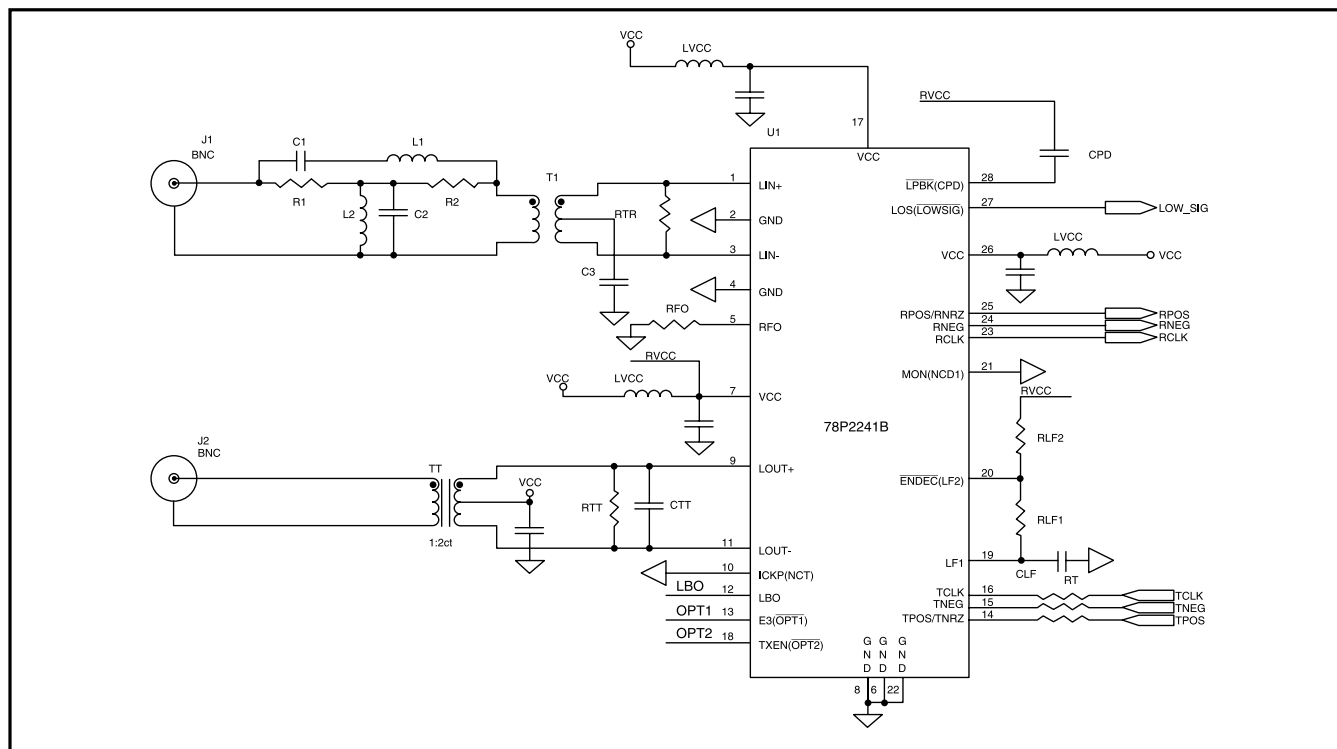 VCC
LVCC
RVCC
17
U1
VCC
CPD
J1
BNC
C1
L1
R1
L2
C2
R2
T1
RTR
C3
1
LIN+
2
GND
3
LIN-
4
GND
RFO
5
RFO
RVCC
VCC
LVCC
7
VCC
78P2241B
J2
BNC
TT
1:2ct
VCC
RTT
CTT
9
LOUT+
11
LOUT-
10
ICKP(NCT)
LBO
12
LBO
OPT1
13
E3(OPT1)
OPT2
18
TXEN(OPT2)
LPBK(CPD)
28
LOS(LOWSIG)
27
LOW_SIG
VCC
26
LVCC
VCC
RPOS/RNRZ
25
RPOS
RNEG
24
RNEG
RCLK
23
RCLK
MON(NCD1)
21
RVCC
RLF2
ENDEC(LF2)
20
RLF1
LF1
19
CLF
RT
TCLK
16
TCLK
TNEG
15
TNEG
TPOS/TNRZ
14
TPOS
GND
GND
GND
8
6
22